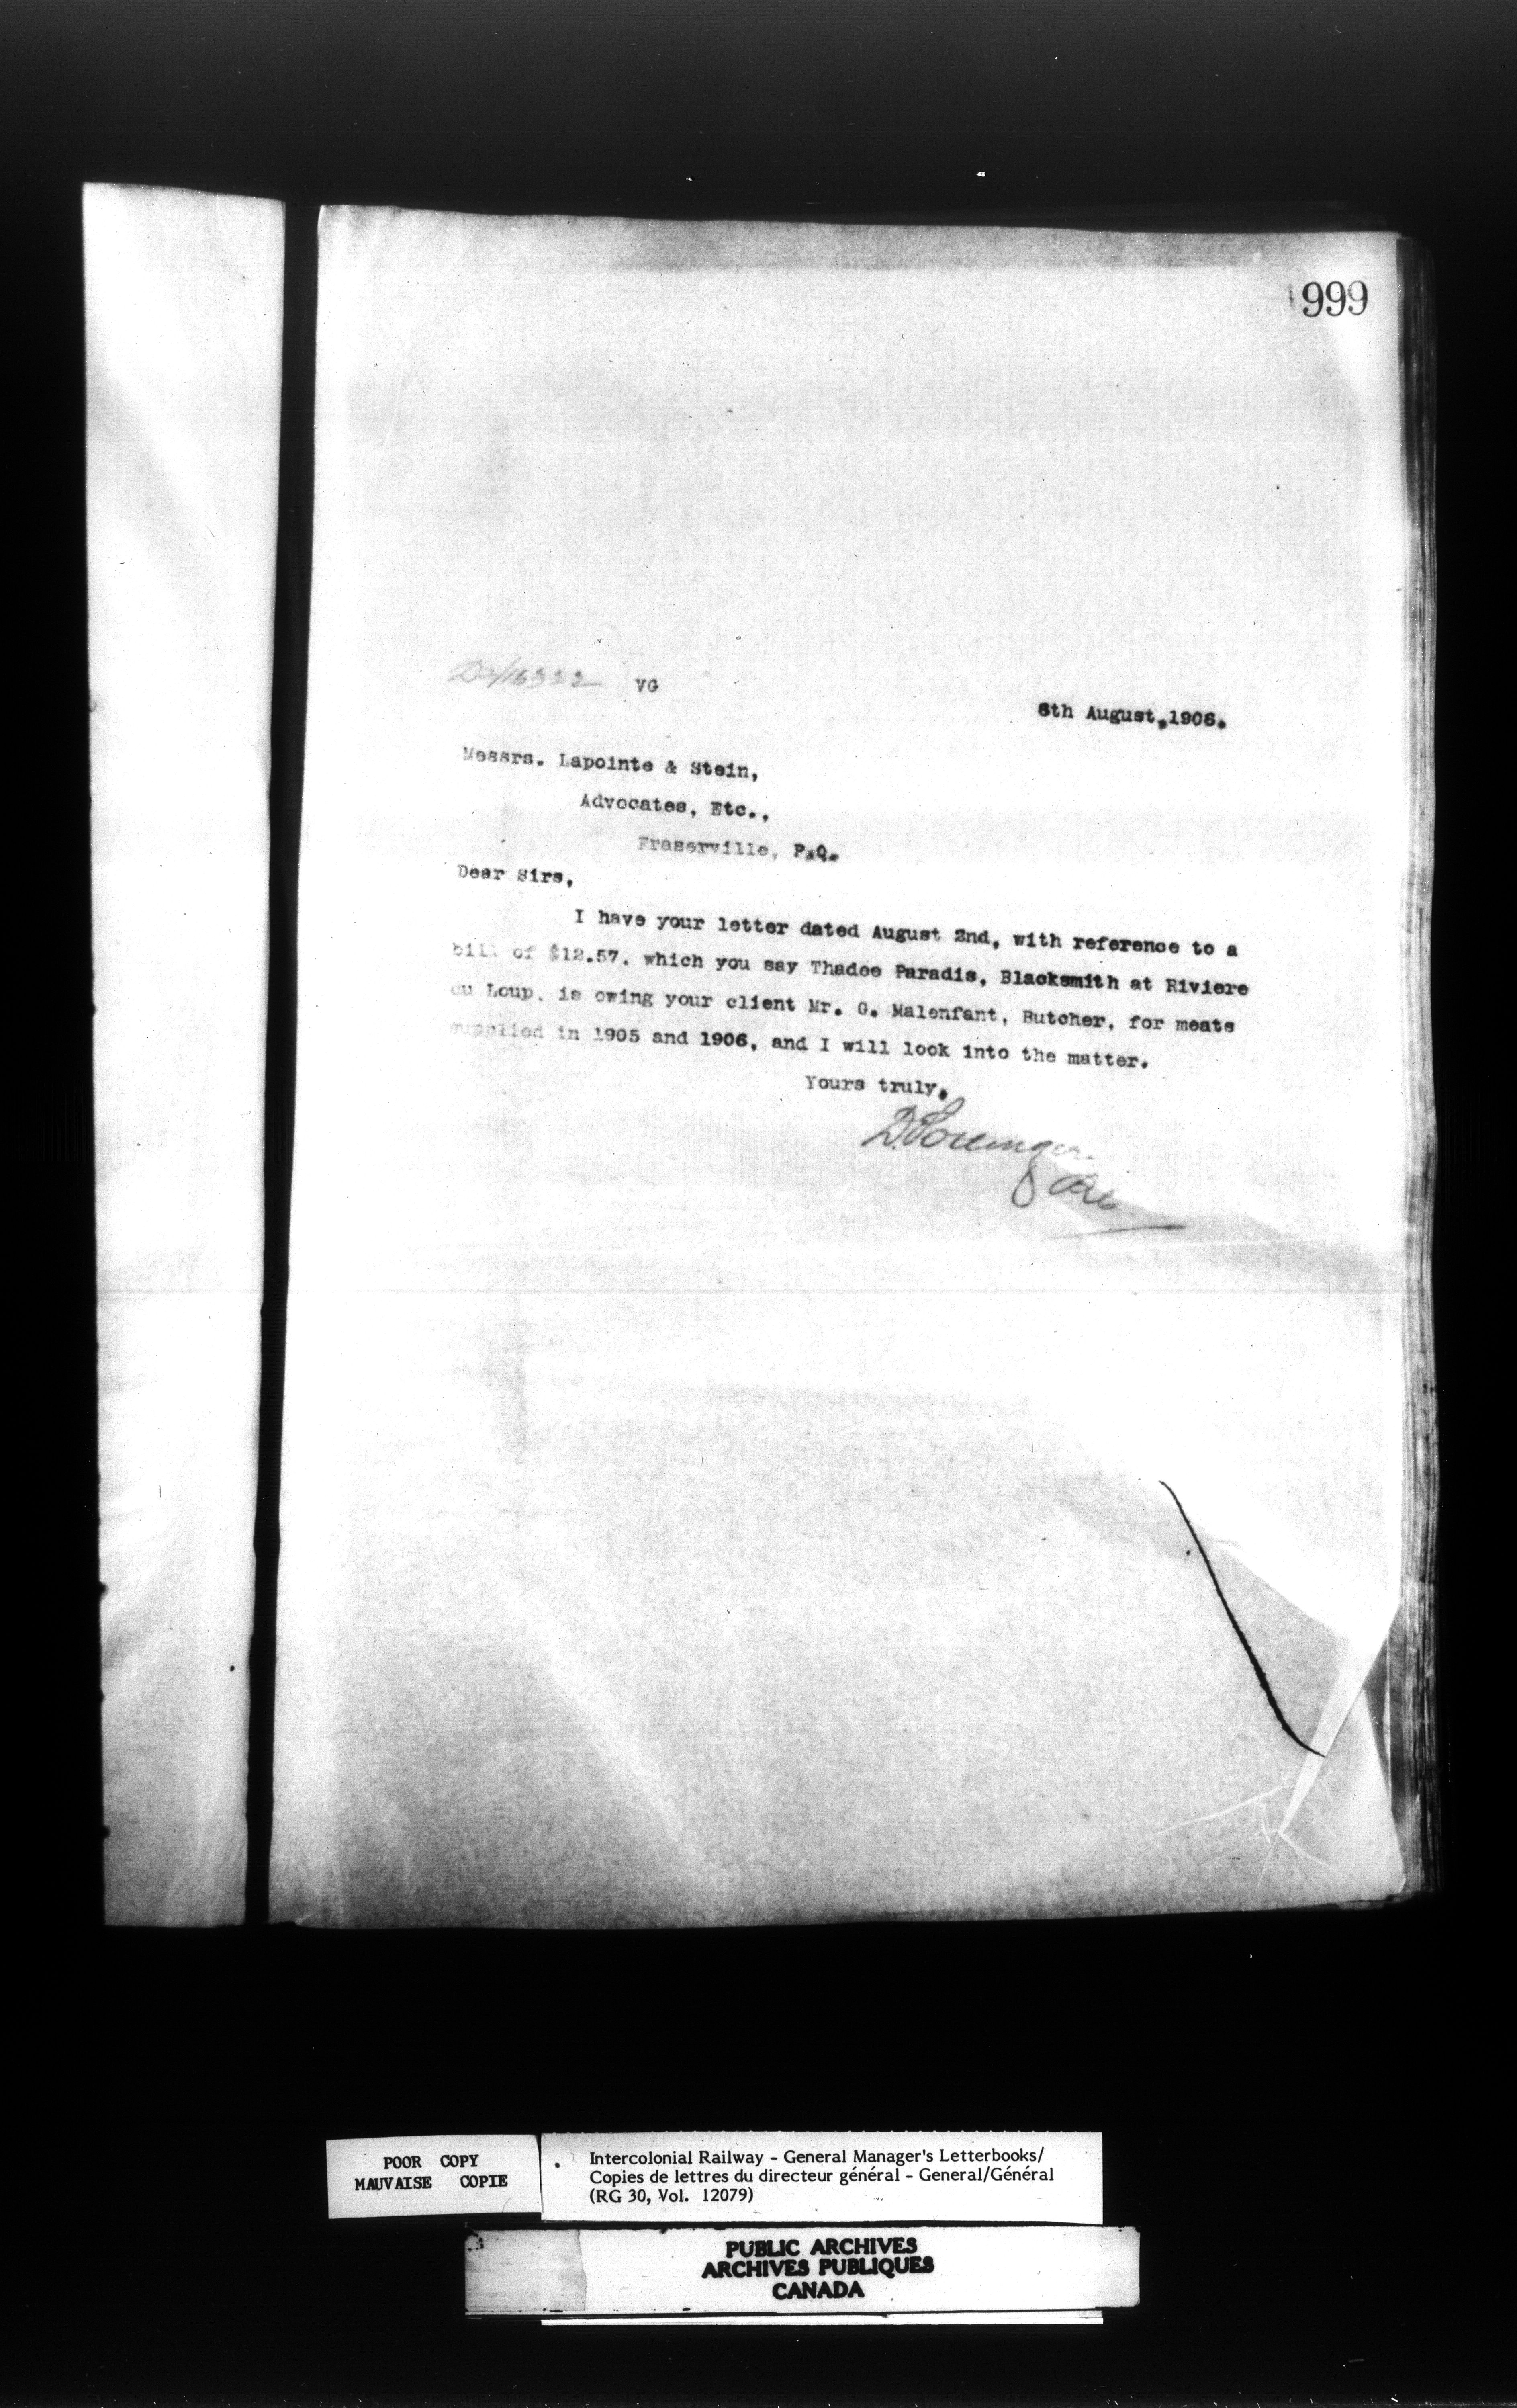 999
D2/16322 VG
6th August, 1906.
Messrs. Lapointe & Stein,
Advocates, Etc.,
Fraserville, P.Q.
Dear Sirs,
I have your letter dated August 2nd, with reference to a
bill of $12.57, which you say Thadee Paradis, Blacksmith at Riviere
du Loup, is owing your client Mr. G. Malenfant, Butcher, for meats
supplied in 1905 and 1906, and I will look into the matter.
Yours truly,
D. Pottinger
POOR COPY
MAUVAISE COPIE
Intercolonial Railway - General Manager's Letterbooks/
Copies de lettres du directeur général - General/Général
(RG 30, Vol. 12079)
PUBLIC ARCHIVES
ARCHIVES PUBLIQUES
CANADA